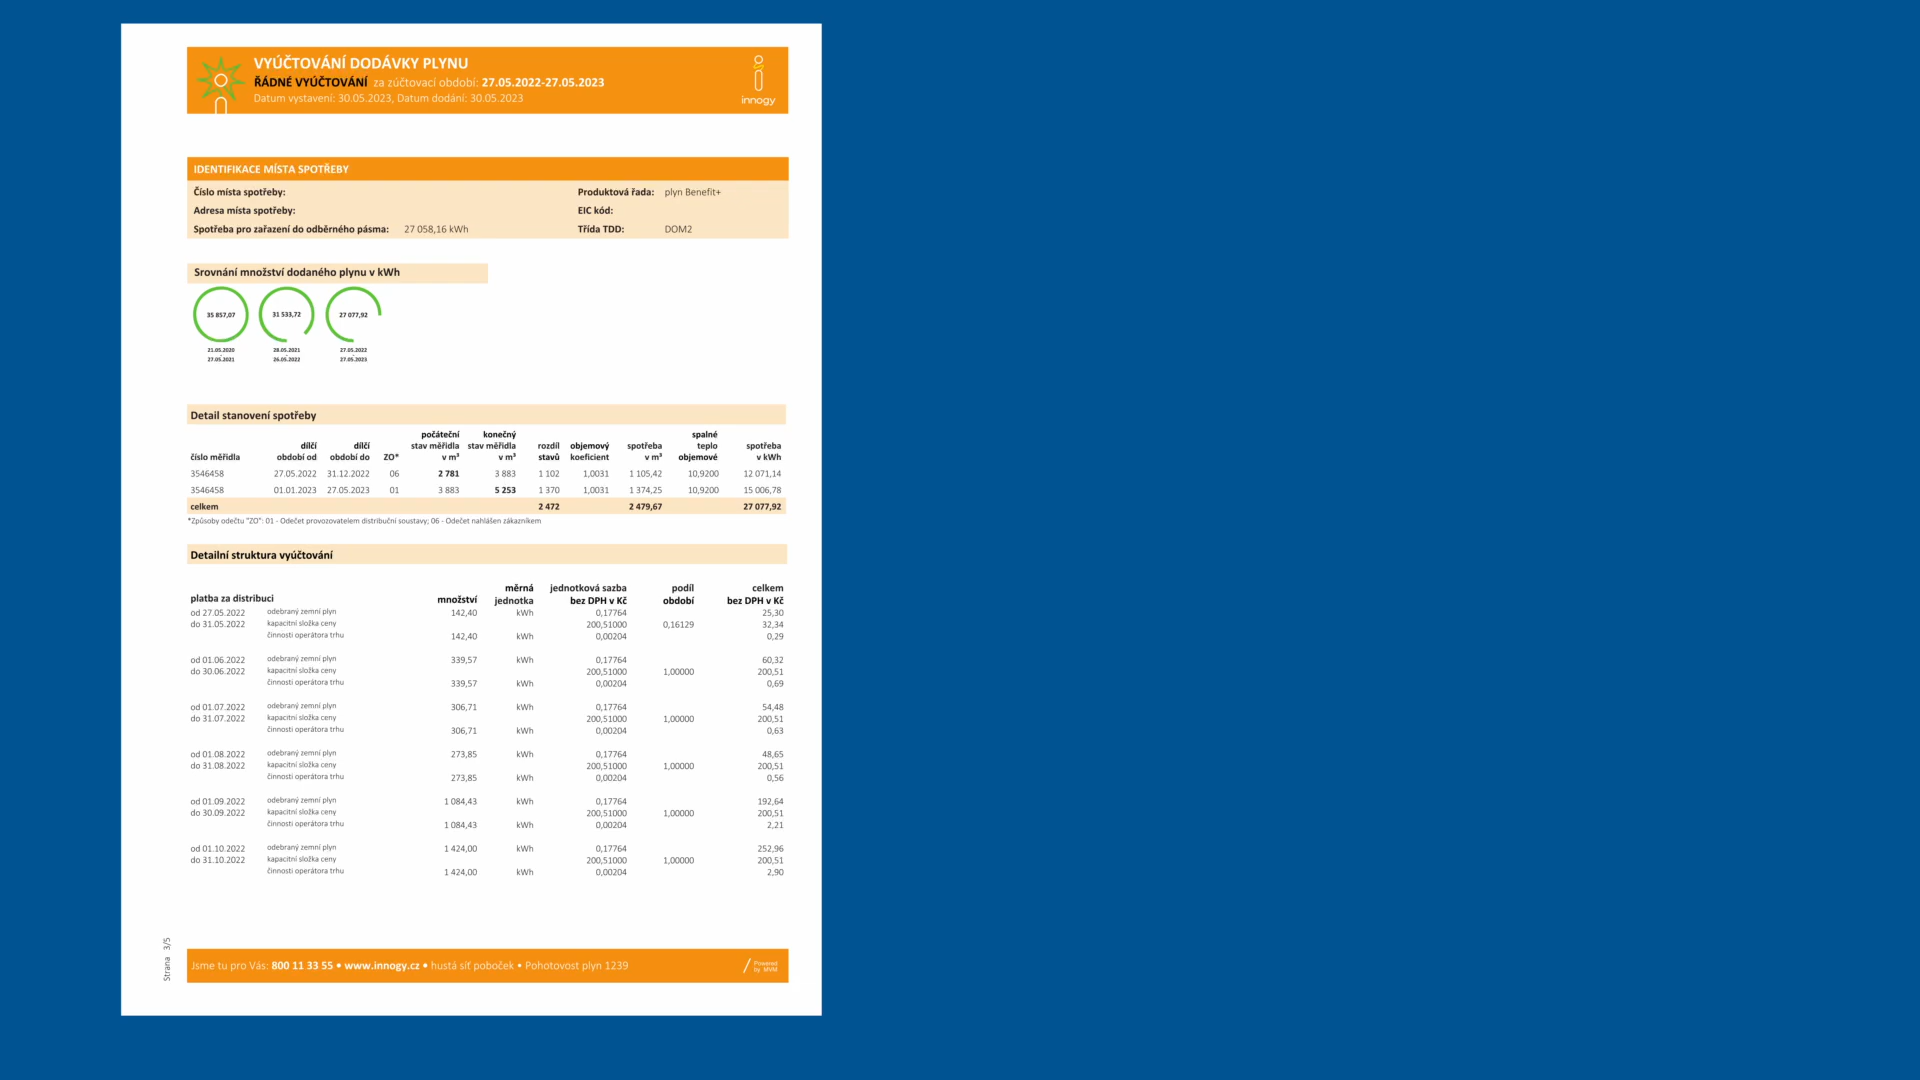 VYÚČTOVÁNÍ DODÁVKY PLYNU
ŘÁDNÉ VYÚČTOVÁNÍ za zúčtovací období: 27.05.2022-27.05.2023
Datum vystavení: 30.05.2023, Datum dodání: 30.05.2023
innogy
IDENTIFIKACE MÍSTA SPOTŘEBY
Číslo místa spotřeby: Produktová řada: plyn Benefit+
Adresa místa spotřeby: EIC kód:
Spotřeba pro zařazení do odběrného pásma: 27 058,16 kWh Třída TDD: DOM2
Srovnání množství dodaného plynu v kWh
35 857,07 31 533,72 27 077,92
21.05.2020 28.05.2021 27.05.2022
27.05.2021 26.05.2022 27.05.2023
Detail stanovení spotřeby
počáteční konečný spalné
dílčí dílčí stav měřidla stav měřidla rozdíl objemový spotřeba teplo spotřeba
číslo měřidla období od období do ZO* v m³ v m³ stavů koeficient v m³ objemové v kWh
3546458 27.05.2022 31.12.2022 06 2 781 3 883 1 102 1,0031 1 105,42 10,9200 12 071,14
3546458 01.01.2023 27.05.2023 01 3 883 5 253 1 370 1,0031 1 374,25 10,9200 15 006,78
celkem 2 472 2 479,67 27 077,92
*Způsoby odečtu "ZO": 01 - Odečet provozovatelem distribuční soustavy; 06 - Odečet nahlášen zákazníkem
Detailní struktura vyúčtování
měrná jednotková sazba podíl celkem
platba za distribuci množství jednotka bez DPH v Kč období bez DPH v Kč
od 27.05.2022 odebraný zemní plyn 142,40 kWh 0,17764 25,30
do 31.05.2022 kapacitní složka ceny 200,51000 0,16129 32,34
činnosti operátora trhu 142,40 kWh 0,00204 0,29
od 01.06.2022 odebraný zemní plyn 339,57 kWh 0,17764 60,32
do 30.06.2022 kapacitní složka ceny 200,51000 1,00000 200,51
činnosti operátora trhu 339,57 kWh 0,00204 0,69
od 01.07.2022 odebraný zemní plyn 306,71 kWh 0,17764 54,48
do 31.07.2022 kapacitní složka ceny 200,51000 1,00000 200,51
činnosti operátora trhu 306,71 kWh 0,00204 0,63
od 01.08.2022 odebraný zemní plyn 273,85 kWh 0,17764 48,65
do 31.08.2022 kapacitní složka ceny 200,51000 1,00000 200,51
činnosti operátora trhu 273,85 kWh 0,00204 0,56
od 01.09.2022 odebraný zemní plyn 1 084,43 kWh 0,17764 192,64
do 30.09.2022 kapacitní složka ceny 200,51000 1,00000 200,51
činnosti operátora trhu 1 084,43 kWh 0,00204 2,21
od 01.10.2022 odebraný zemní plyn 1 424,00 kWh 0,17764 252,96
do 31.10.2022 kapacitní složka ceny 200,51000 1,00000 200,51
činnosti operátora trhu 1 424,00 kWh 0,00204 2,90
Strana 3/5
Jsme tu pro Vás: 800 11 33 55 • www.innogy.cz • hustá síť poboček • Pohotovost plyn 1239
Powered
by MVM